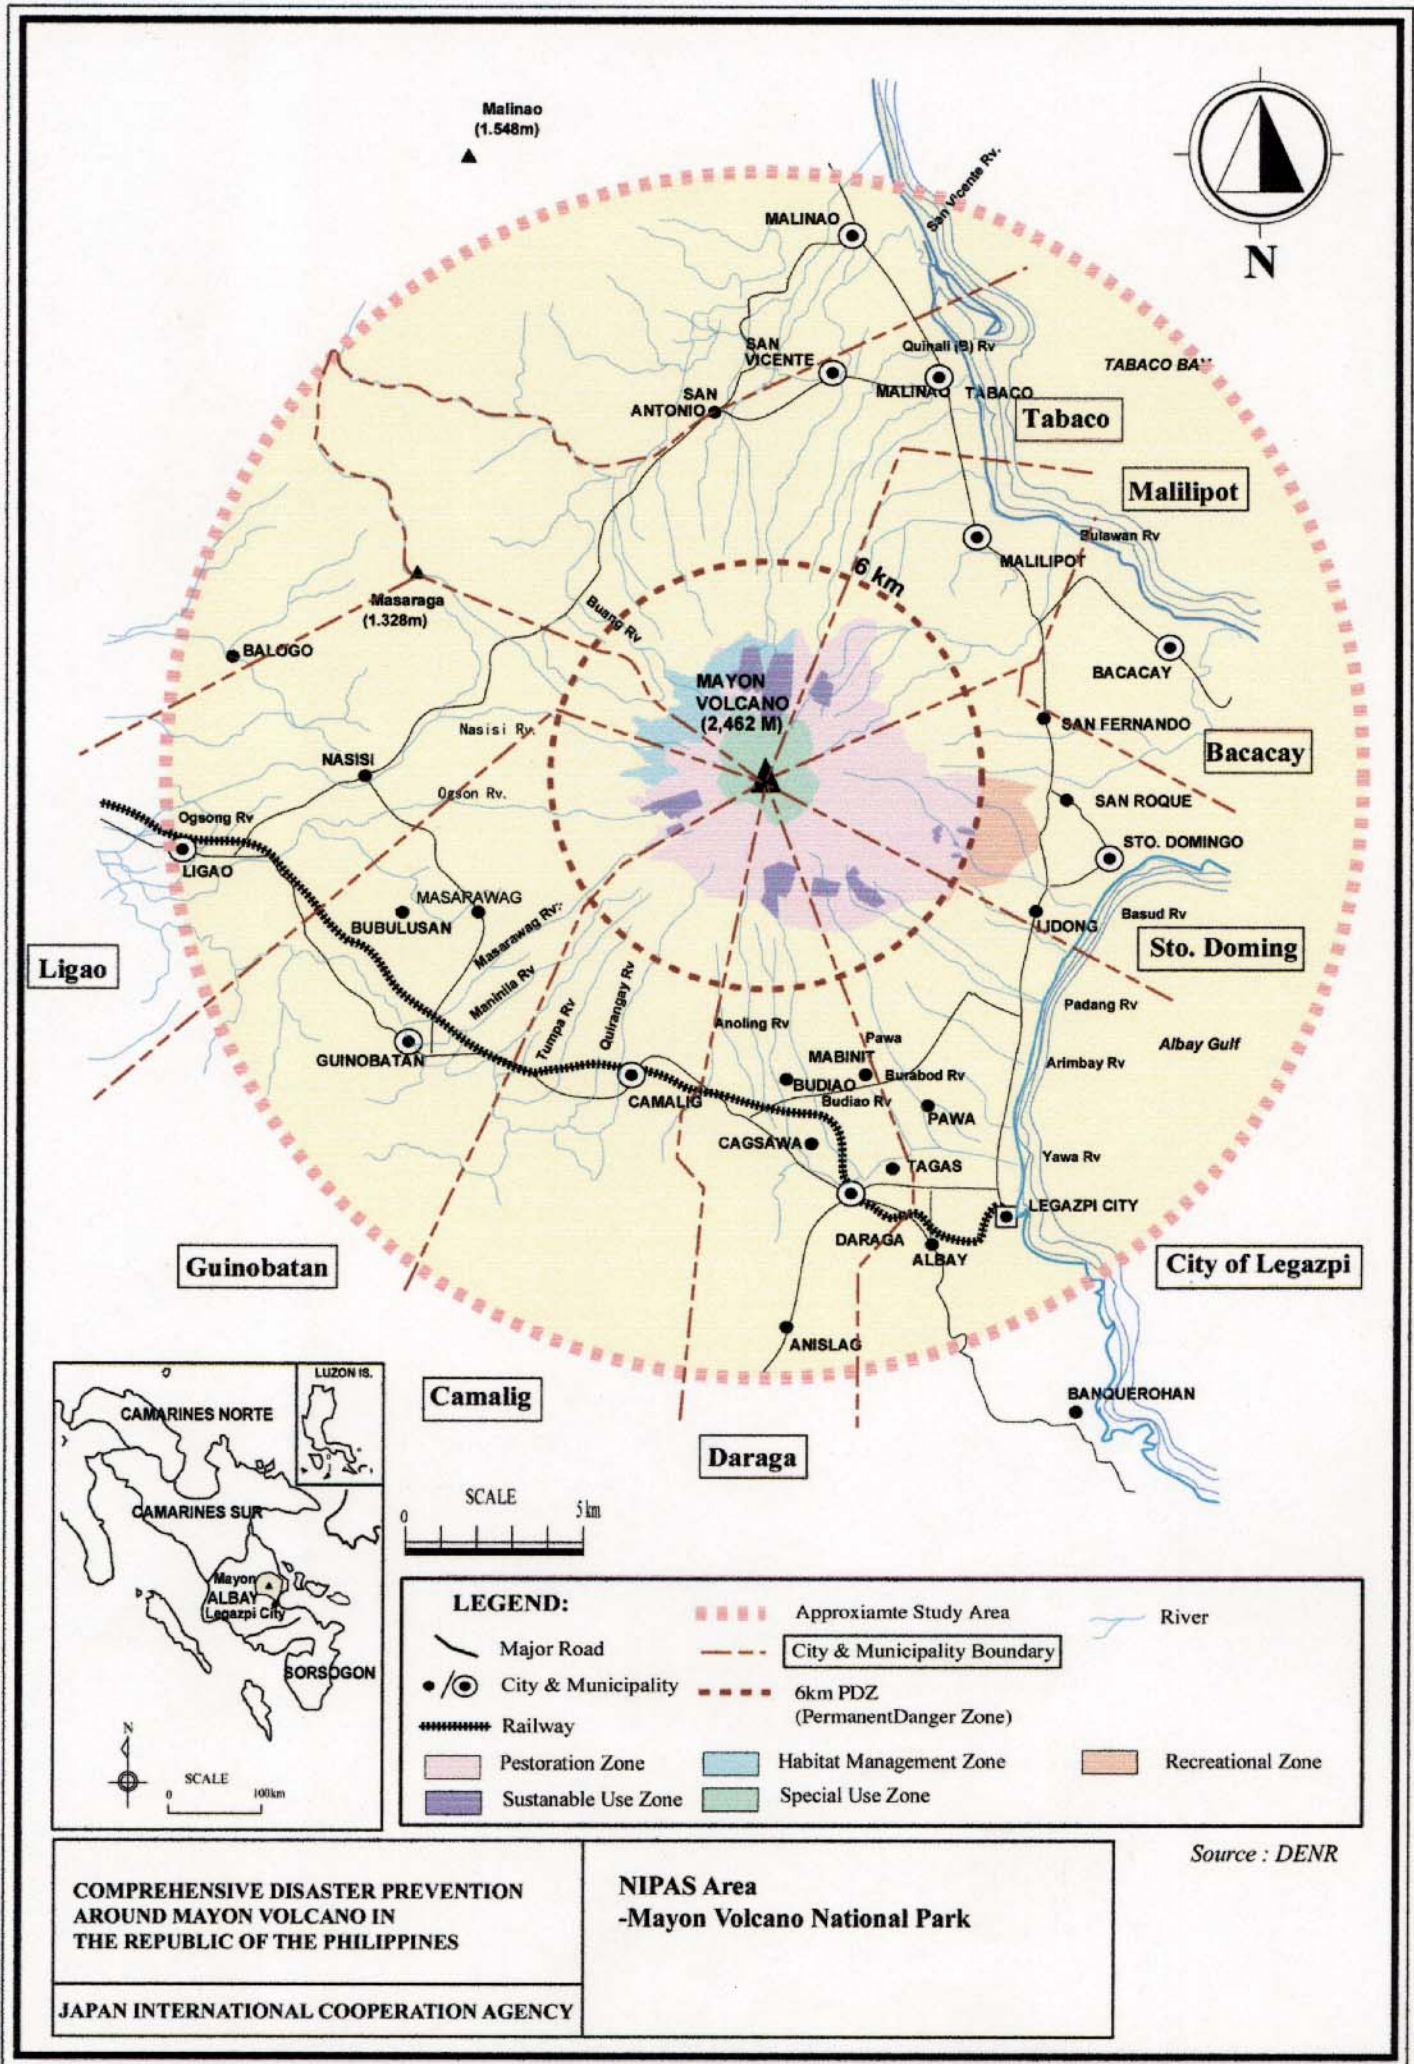 Malinao
(1.548m)
San Vicente Rv.
N
MALINAO
SAN
VICENTE
Quinali (B) Rv
TABACO BAY
SAN
ANTONIO
MALINAO
TABACO
Tabaco
Malilipot
Bulawan Rv
MALILIPOT
6 km
Masaraga
(1.328m)
Buang Rv
BALOGO
BACACAY
MAYON
VOLCANO
(2,462 M)
SAN FERNANDO
Nasisi Rv.
Bacacay
NASISI
Ogson Rv.
SAN ROQUE
Ogsong Rv
STO. DOMINGO
LIGAO
MASARAWAG
BUBULUSAN
Masarawag Rv.
LIDONG
Basud Rv
Sto. Doming
Ligao
Maninila Rv
Tumpa Rv
Quirangay Rv
Padang Rv
Anoling Rv
Pawa
Albay Gulf
GUINOBATAN
MABINIT
Arimbay Rv
BUDIAO
Burabod Rv
CAMALIG
Budiao Rv
PAWA
CAGSAWA
TAGAS
Yawa Rv
LEGAZPI CITY
DARAGA
ALBAY
Guinobatan
City of Legazpi
ANISLAG
Camalig
BANQUEROHAN
Daraga
LUZON IS.
CAMARINES NORTE
CAMARINES SUR
Mayon
ALBAY
Legazpi City
SORSOGON
N
SCALE
0
100km
SCALE
0
5 km
LEGEND:
Major Road
City & Municipality
Railway
Approxiamte Study Area
City & Municipality Boundary
6km PDZ
(PermanentDanger Zone)
River
Pestoration Zone
Habitat Management Zone
Recreational Zone
Sustanable Use Zone
Special Use Zone
Source : DENR
COMPREHENSIVE DISASTER PREVENTION
AROUND MAYON VOLCANO IN
THE REPUBLIC OF THE PHILIPPINES
JAPAN INTERNATIONAL COOPERATION AGENCY
NIPAS Area
-Mayon Volcano National Park